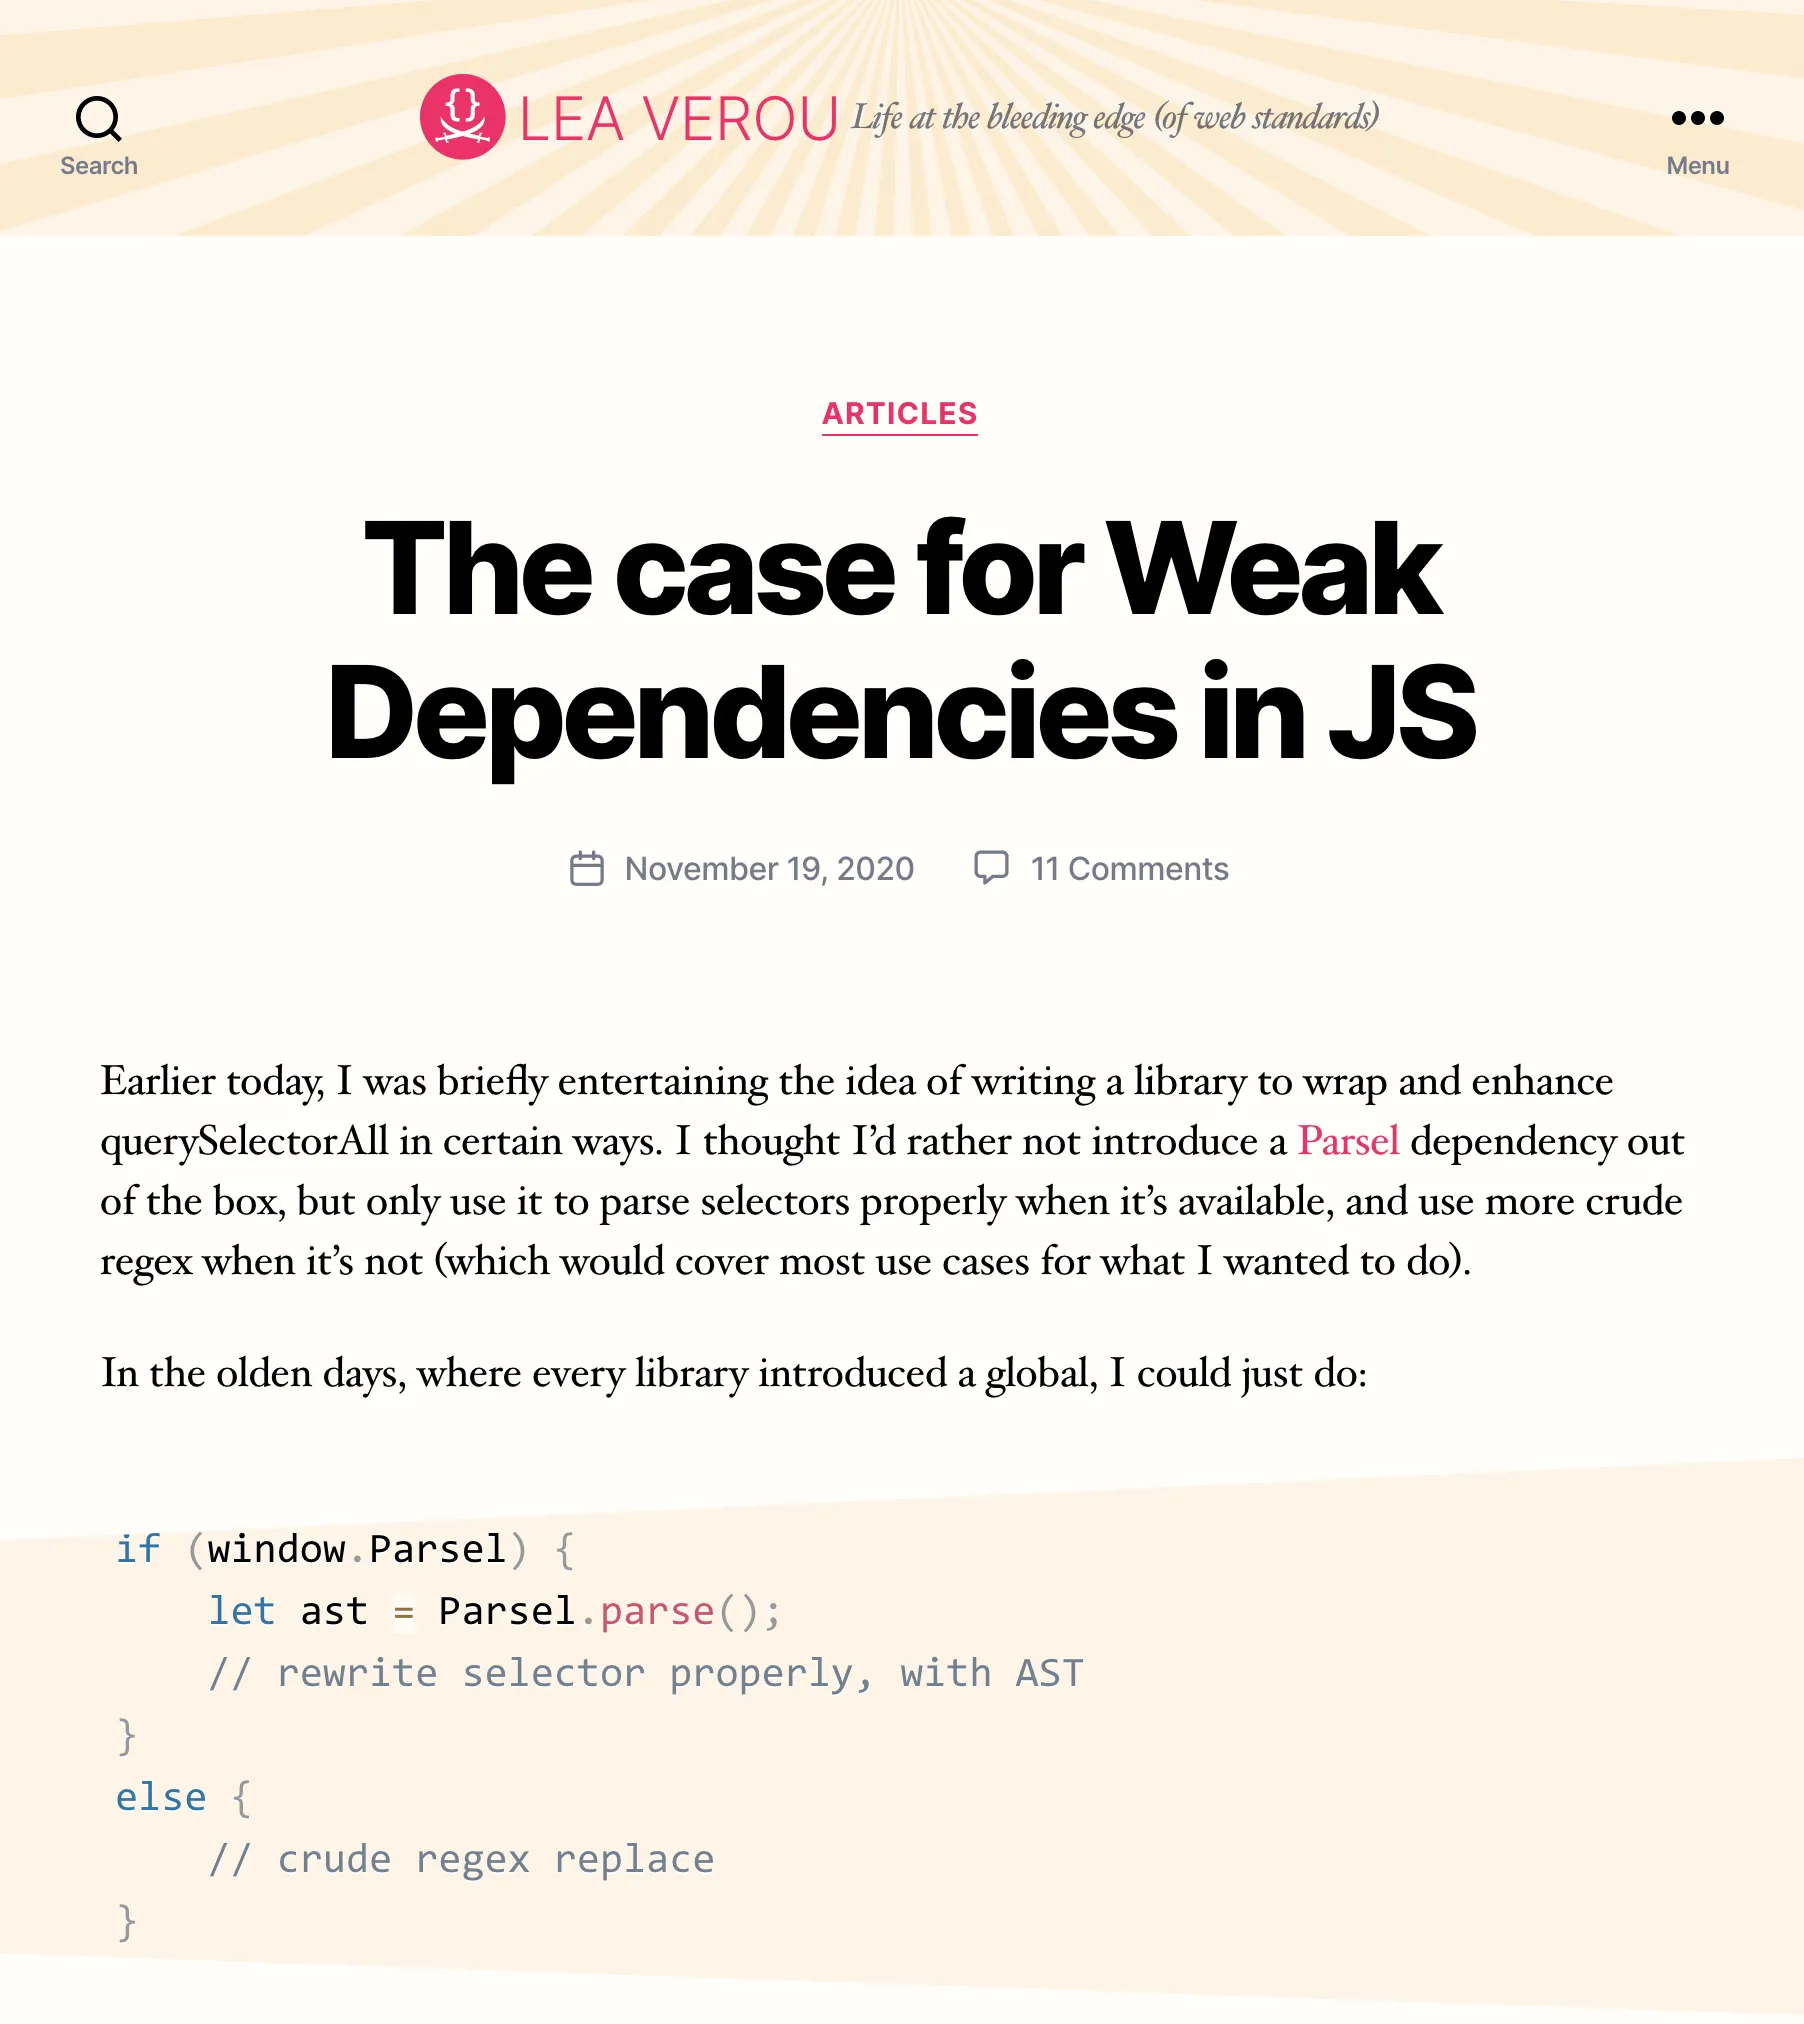 LEA VEROU Life at the bleeding edge (of web standards)
Search
Menu
ARTICLES
The case for Weak
Dependencies in JS
November 19, 2020 11 Comments
Earlier today, I was briefly entertaining the idea of writing a library to wrap and enhance
querySelectorAll in certain ways. I thought I’d rather not introduce a Parsel dependency out
of the box, but only use it to parse selectors properly when it’s available, and use more crude
regex when it’s not (which would cover most use cases for what I wanted to do).
In the olden days, where every library introduced a global, I could just do:
if (window.Parsel) {
    let ast = Parsel.parse();
    // rewrite selector properly, with AST
}
else {
    // crude regex replace
}